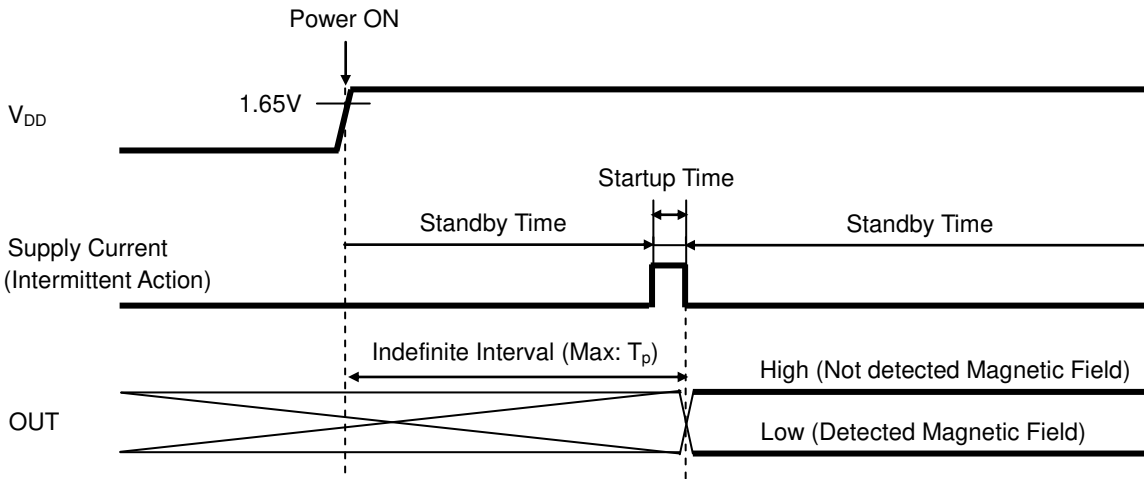 Power ON
1.65V
V_DD
Startup Time
Standby Time
Standby Time
Supply Current
(Intermittent Action)
Indefinite Interval (Max: T_p)
High (Not detected Magnetic Field)
OUT
Low (Detected Magnetic Field)